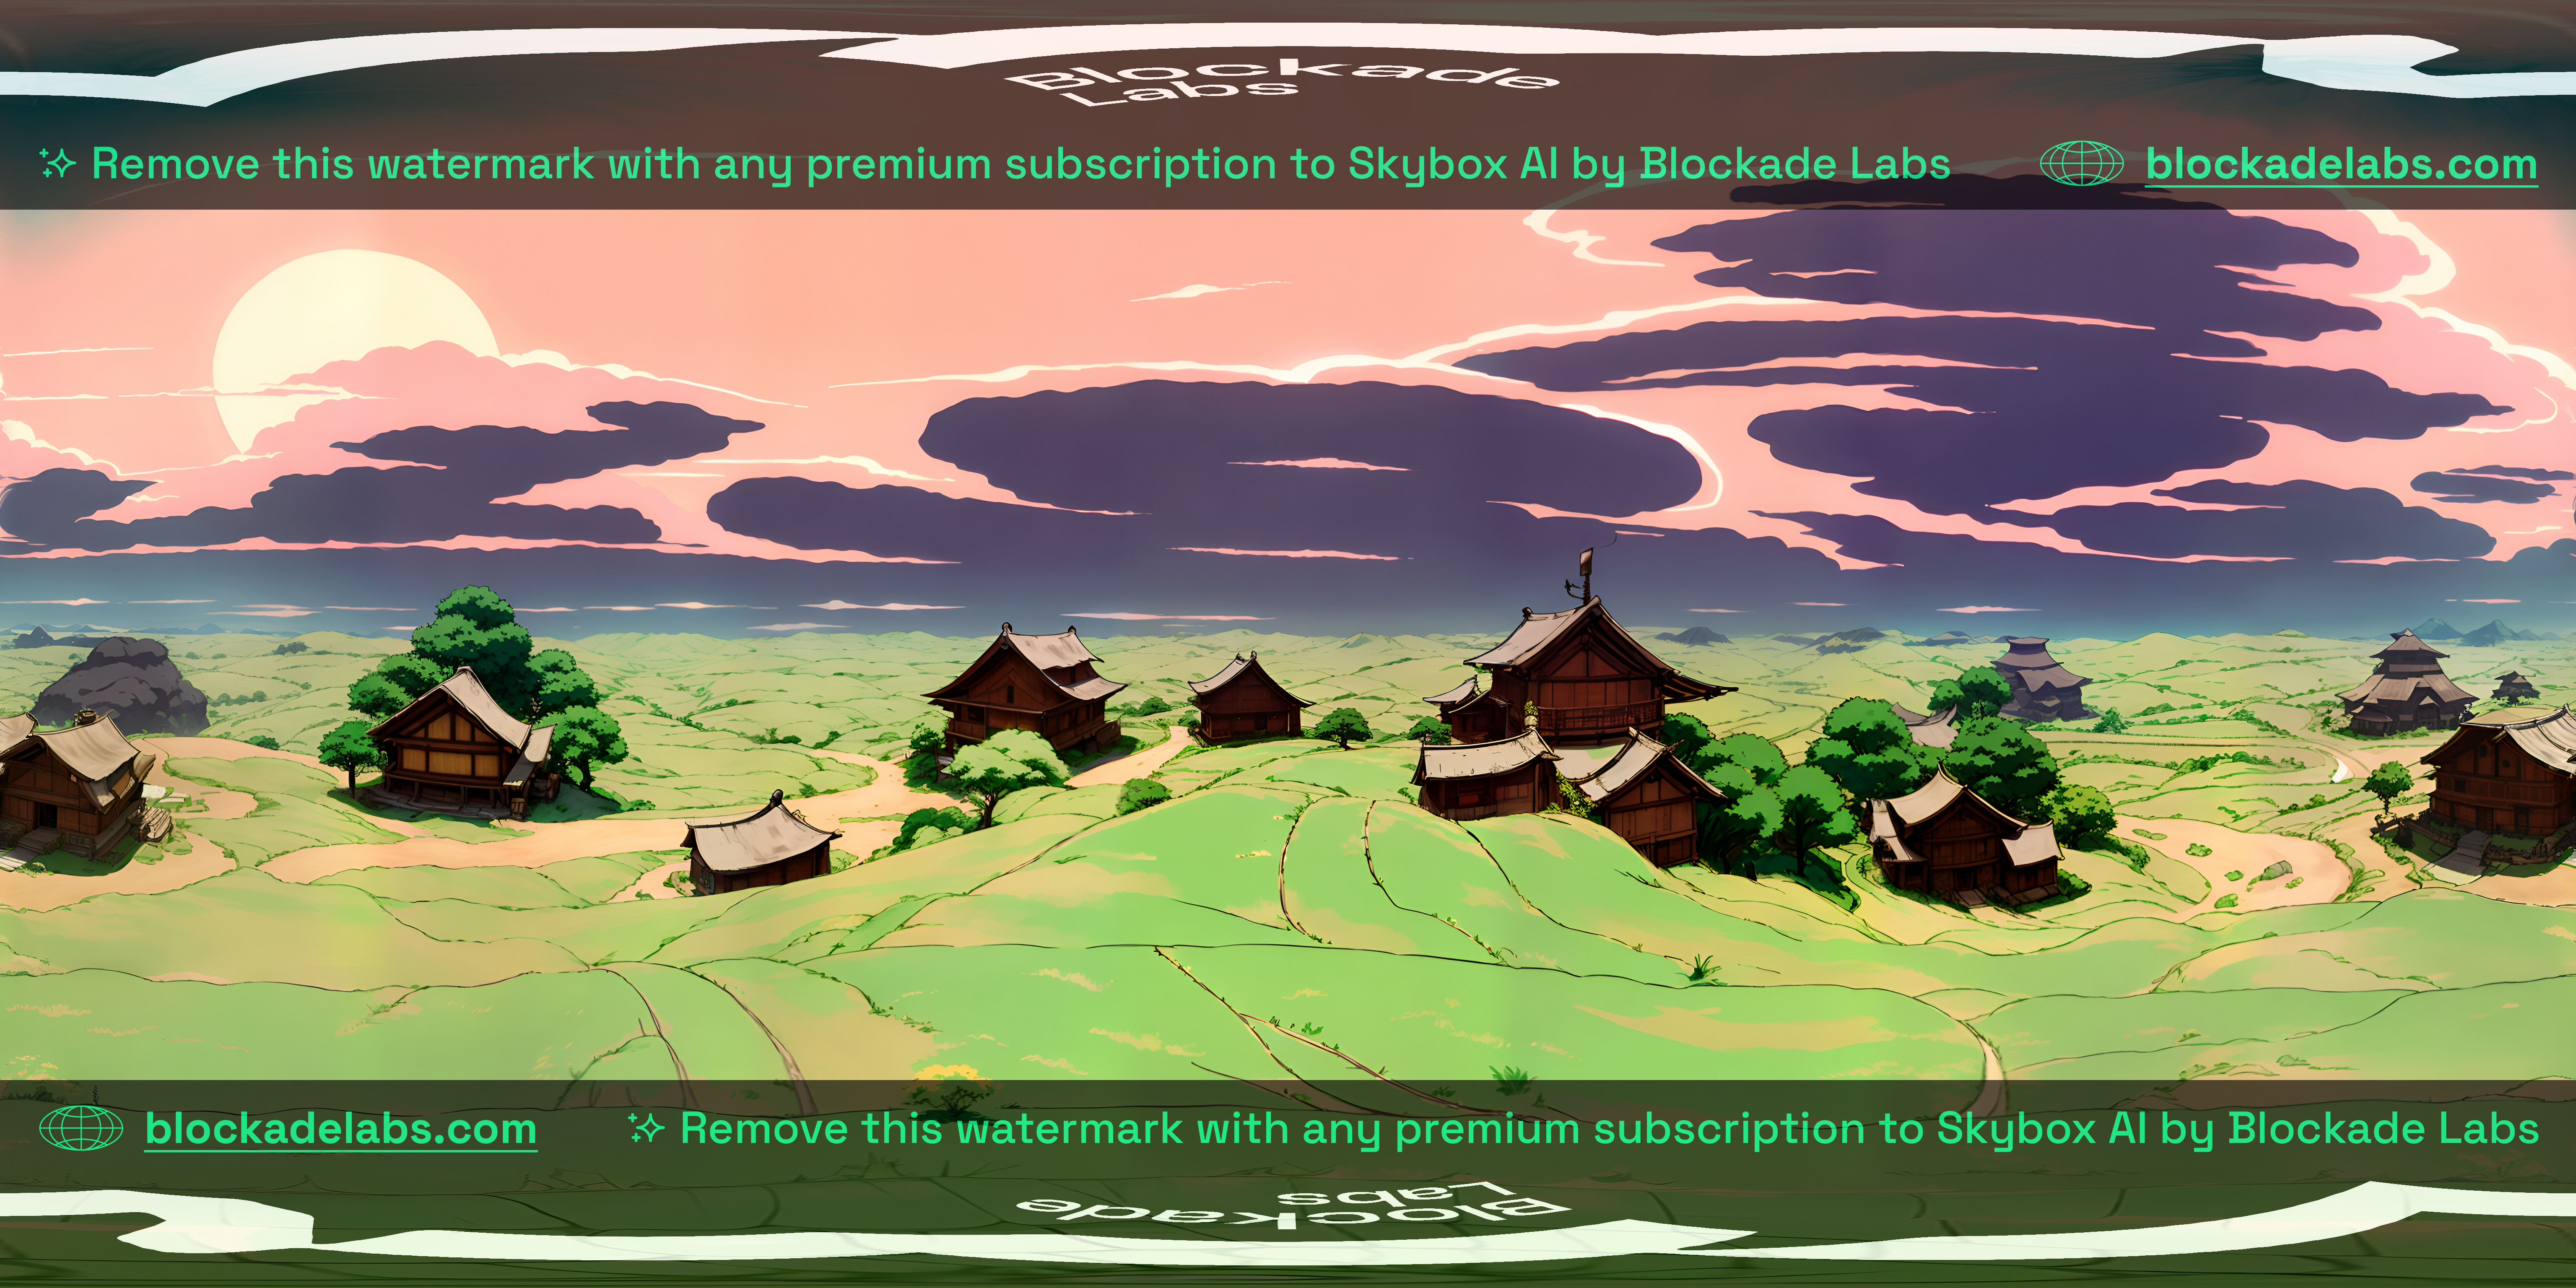 Blockade
Labs
Remove this watermark with any premium subscription to Skybox AI by Blockade Labs
blockadelabs.com
blockadelabs.com
Remove this watermark with any premium subscription to Skybox AI by Blockade Labs
Labs
Blockade